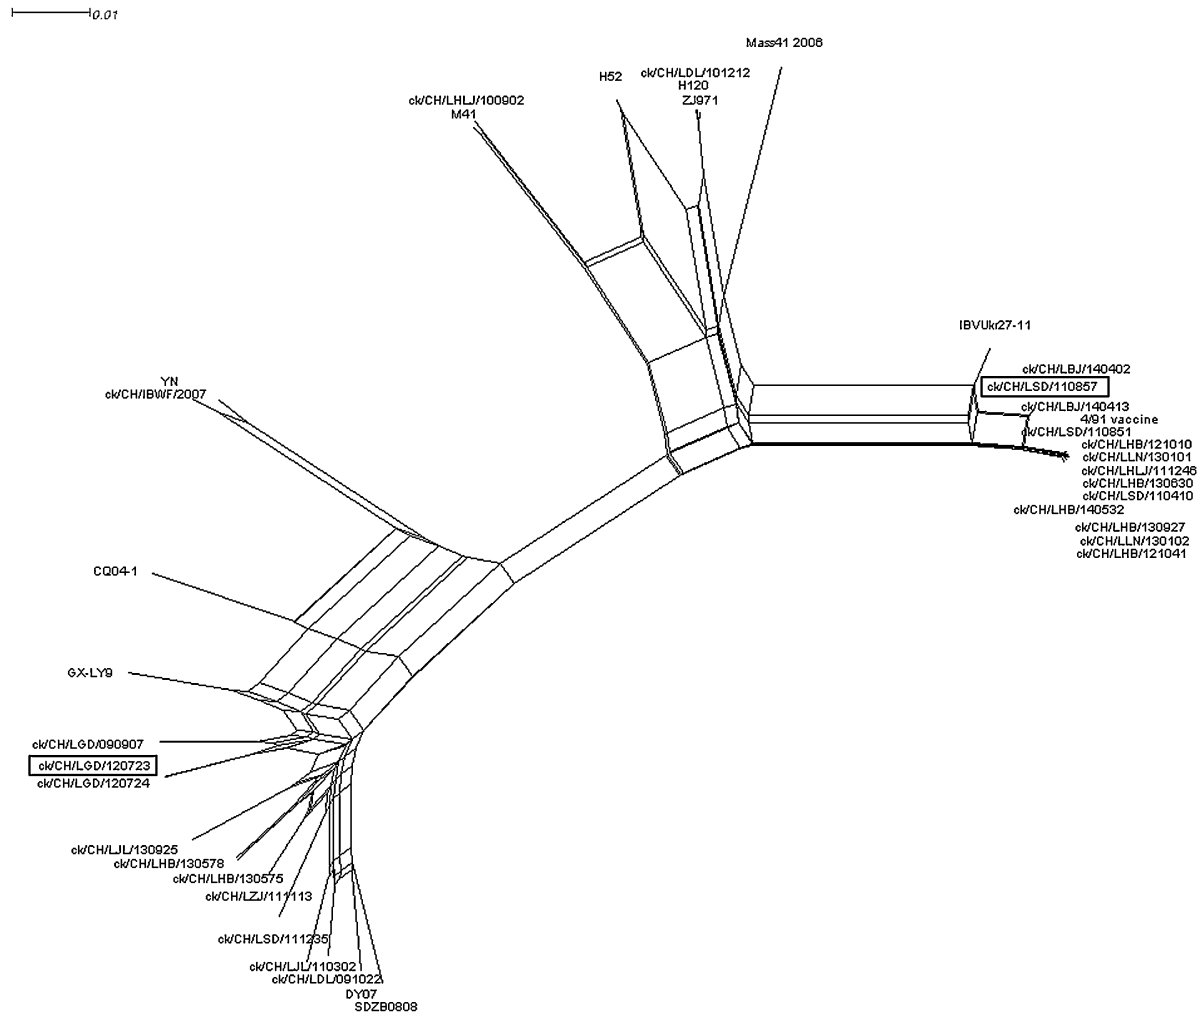 0.01
Mass41 2006
ck/CH/LDL/101212
H52
H120
ck/CH/LHLJ/100902
ZJ971
M41
IBVUkr27-11
ck/CH/LBJ/140402
YN
ck/CH/LSD/110857
ck/CH/IBWF/2007
ck/CH/LBJ/140413
4/91 vaccine
ck/CH/LSD/110851
ck/CH/LHB/121010
ck/CH/LLN/130101
ck/CH/LHLJ/111246
ck/CH/LHB/130630
ck/CH/LSD/110410
ck/CH/LHB/140532
ck/CH/LHB/130927
ck/CH/LLN/130102
ck/CH/LHB/121041
CQ04-1
GX-LY9
ck/CH/LGD/090907
ck/CH/LGD/120723
ck/CH/LGD/120724
ck/CH/LJL/130925
ck/CH/LHB/130578
ck/CH/LHB/130575
ck/CH/LZJ/111113
ck/CH/LSD/111235
ck/CH/LJL/110302
ck/CH/LDL/091022
DY07
SDZB0808